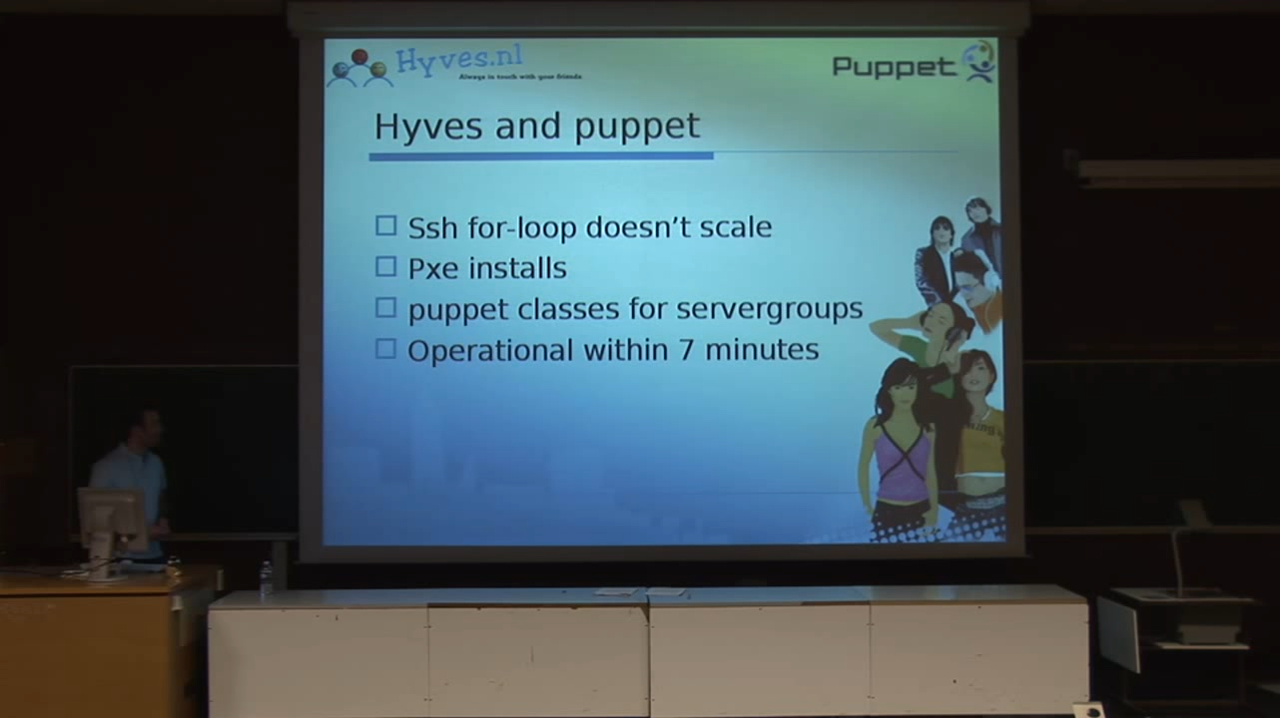 Hyves.nl
Always in touch with your friends
Puppet
Hyves and puppet
Ssh for-loop doesn't scale
Pxe installs
puppet classes for servergroups
Operational within 7 minutes